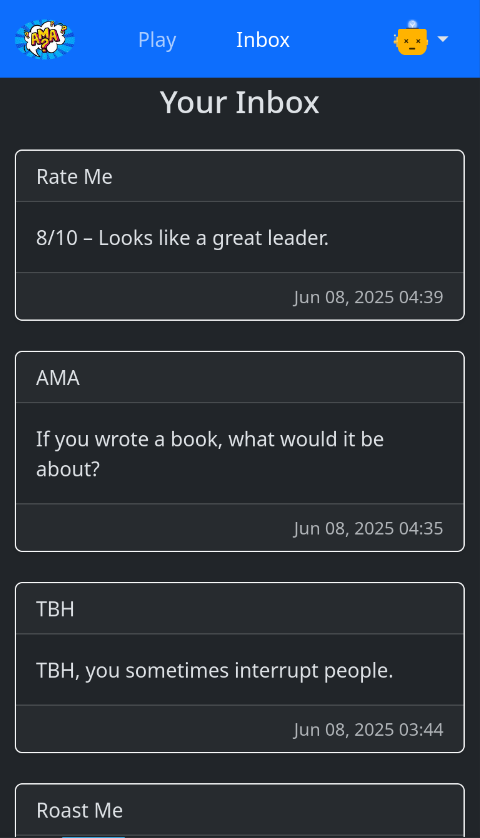 AMA
Play
Inbox
Your Inbox
Rate Me
8/10 – Looks like a great leader.
Jun 08, 2025 04:39
AMA
If you wrote a book, what would it be
about?
Jun 08, 2025 04:35
TBH
TBH, you sometimes interrupt people.
Jun 08, 2025 03:44
Roast Me